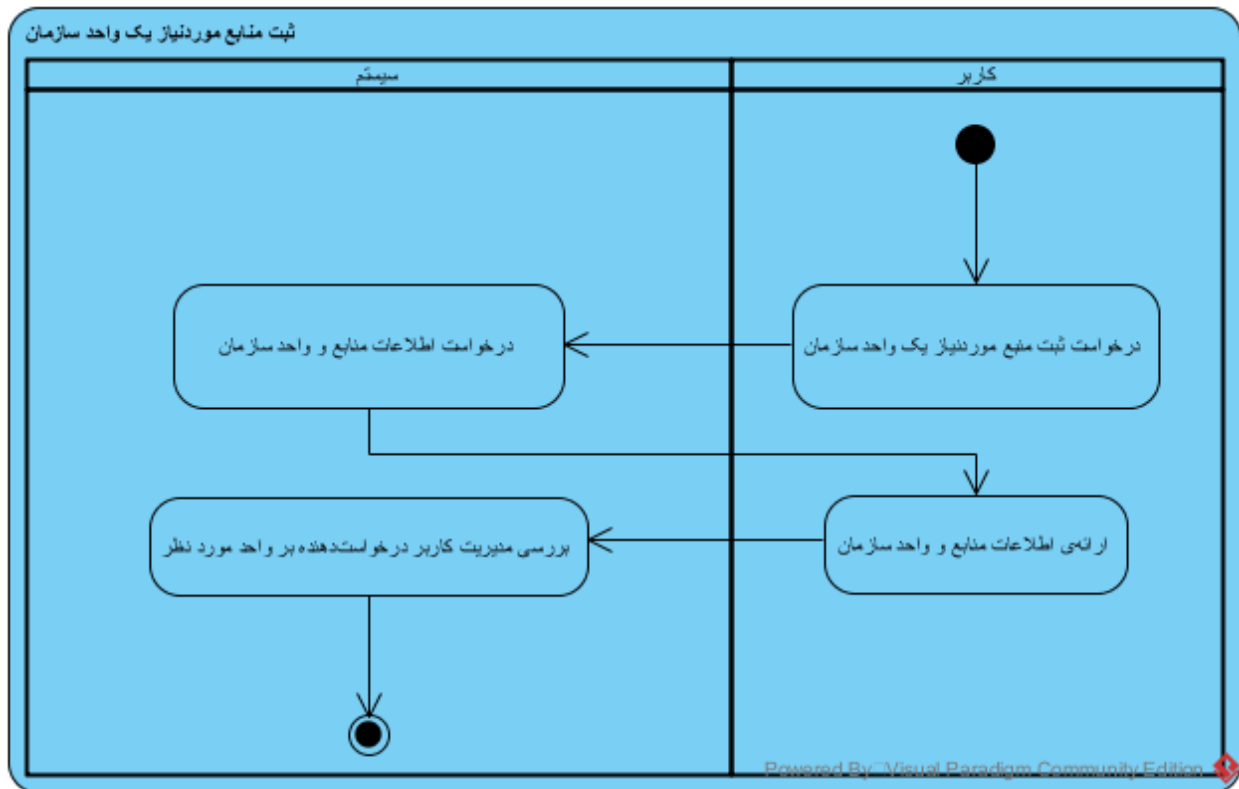 ثبت منابع موردنیاز یک واحد سازمان
کاربر
سیستم
درخواست ثبت منبع موردنیاز یک واحد سازمان
درخواست اطلاعات منابع و واحد سازمان
ارائه‌ی اطلاعات منابع و واحد سازمان
بررسی مدیریت کاربر درخواست‌دهنده بر واحد مورد نظر
Powered By Visual Paradigm Community Edition